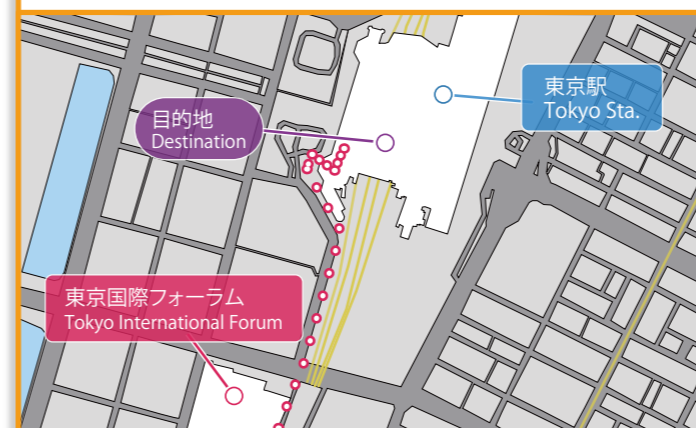 東京駅
Tokyo Sta.
目的地
Destination
東京国際フォーラム
Tokyo International Forum